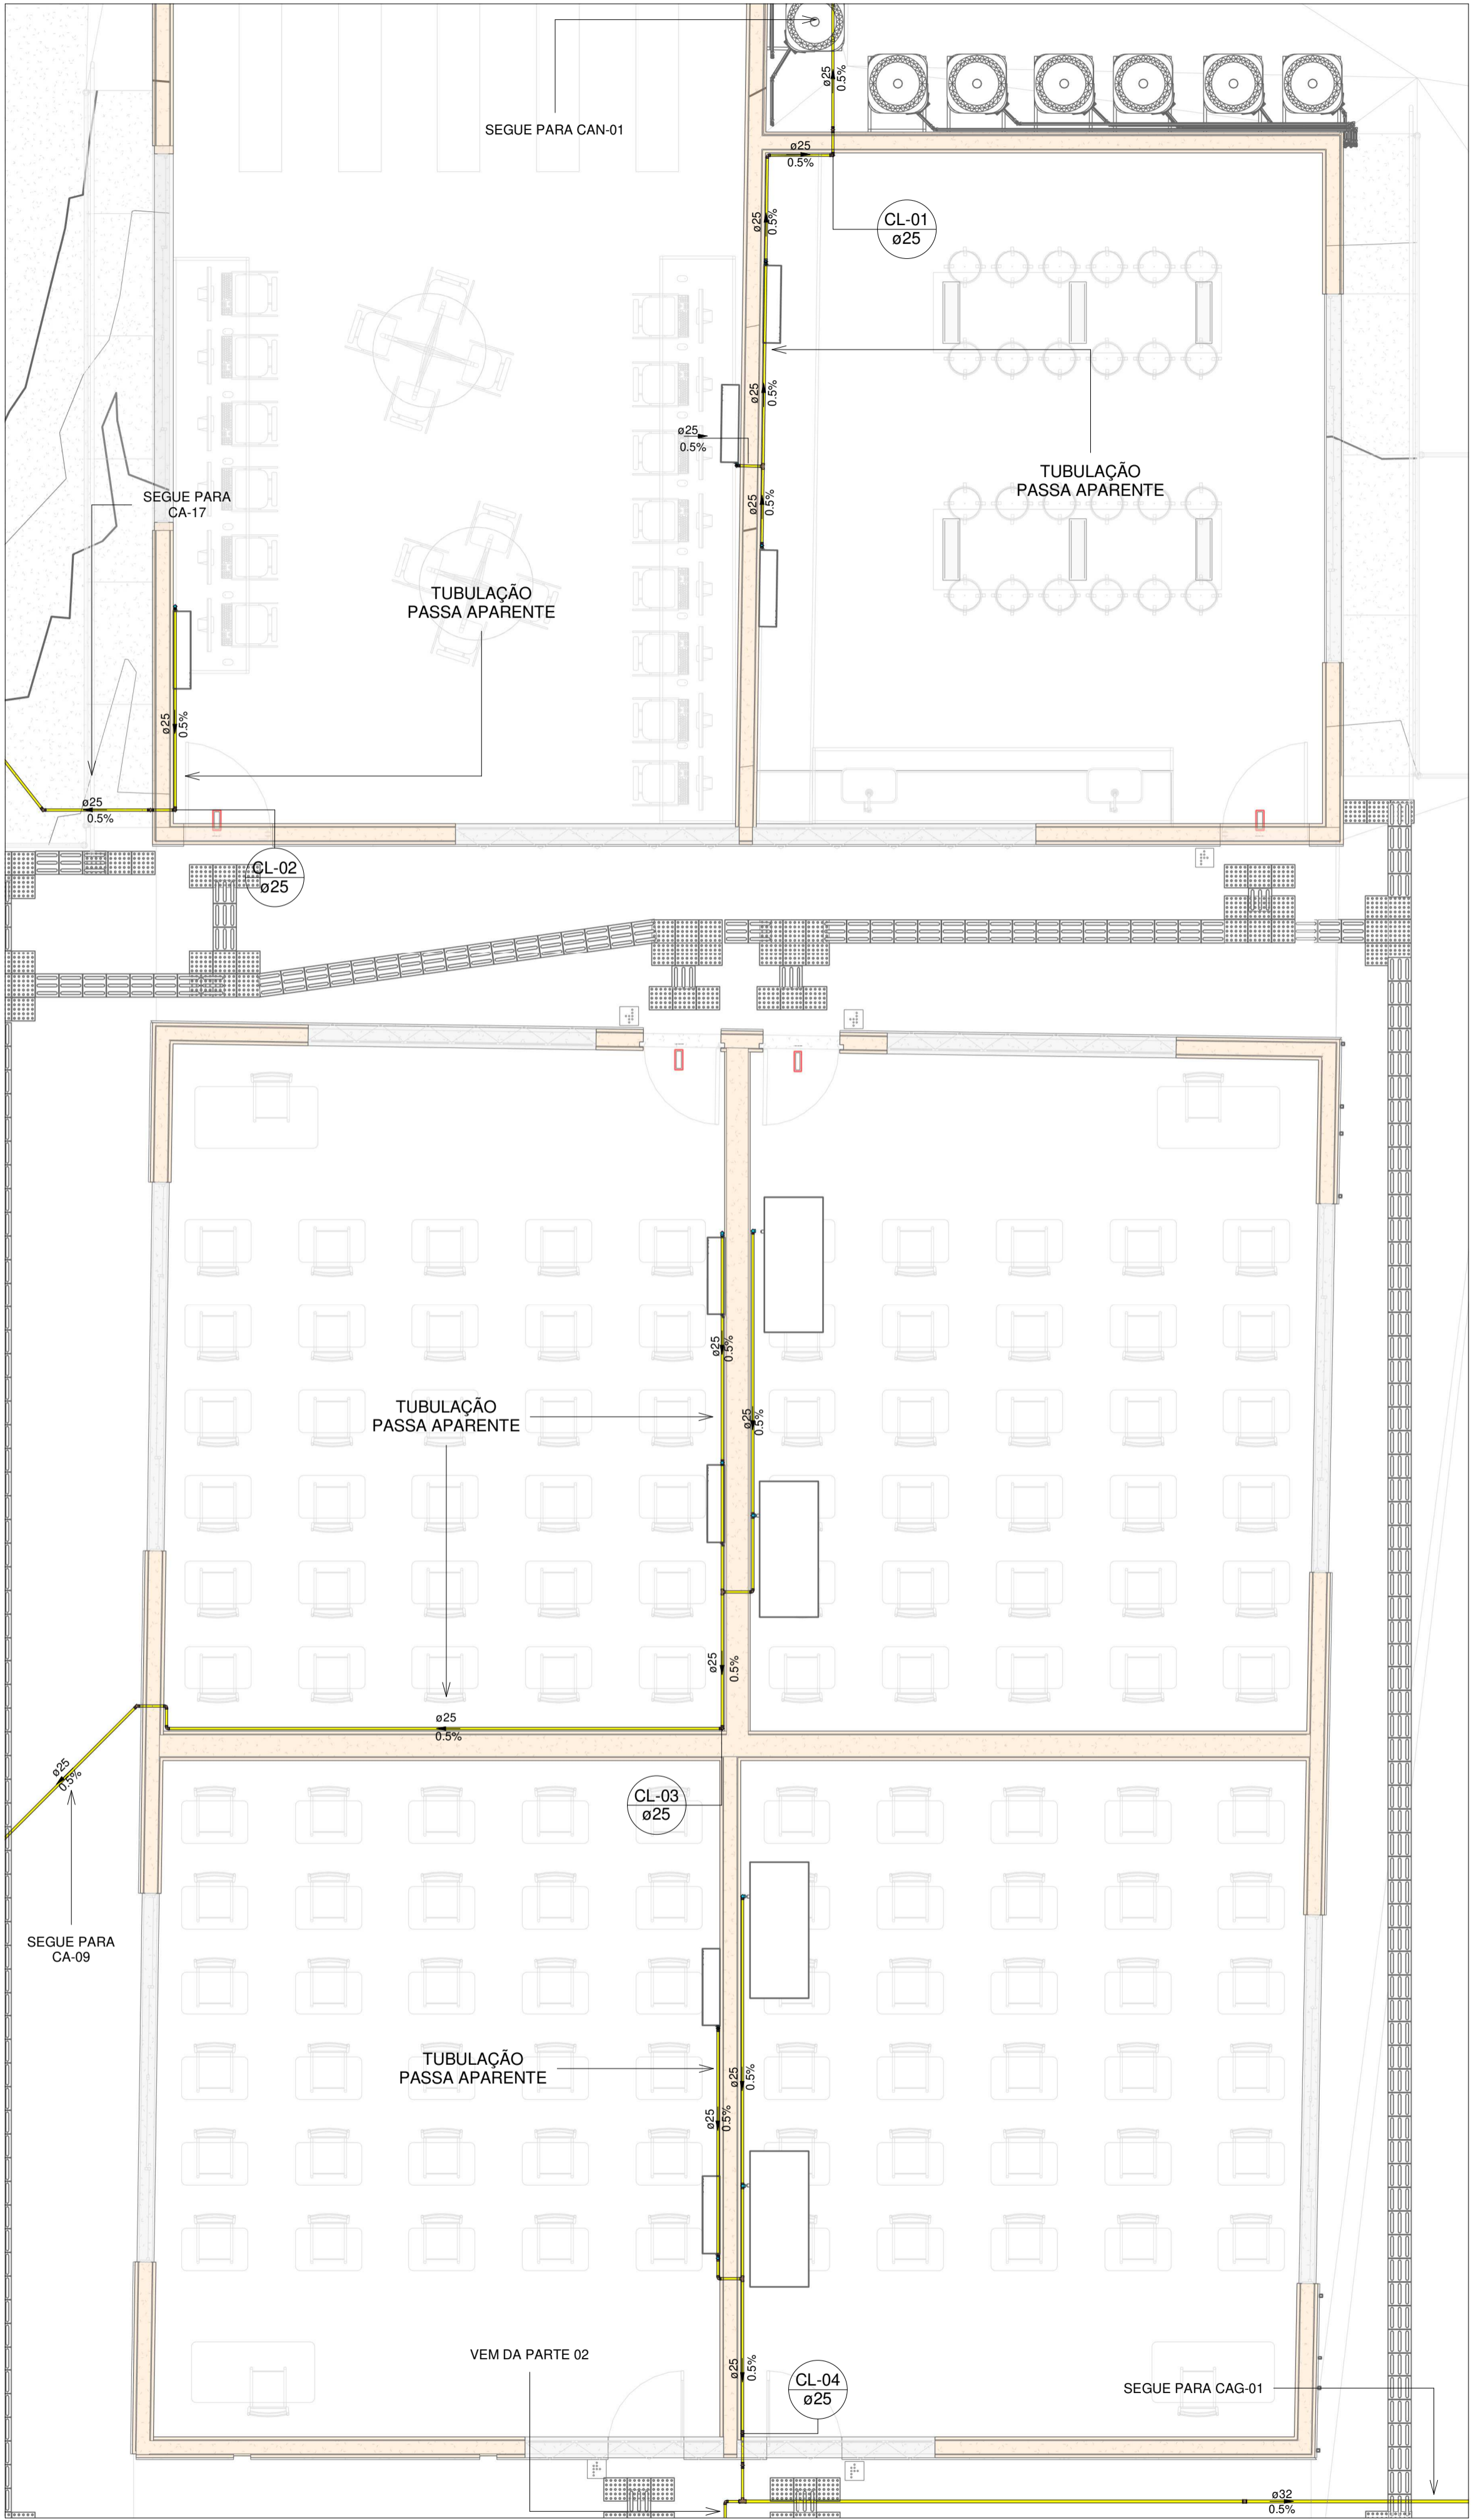 ø25
0.5%
SEGUE PARA CAN-01
ø25
0.5%
CL-01
ø25
ø25
0.5%
ø25
0.5%
ø25
0.5%
TUBULAÇÃO
PASSA APARENTE
SEGUE PARA
CA-17
ø25
0.5%
TUBULAÇÃO
PASSA APARENTE
ø25
0.5%
ø25
0.5%
CL-02
ø25
ø25
0.5%
TUBULAÇÃO
PASSA APARENTE
ø25
0.5%
ø25
0.5%
ø25
0.5%
ø25
0.5%
CL-03
ø25
SEGUE PARA
CA-09
TUBULAÇÃO
PASSA APARENTE
ø25
0.5%
ø25
0.5%
VEM DA PARTE 02
ø25
0.5%
CL-04
ø25
SEGUE PARA CAG-01
ø32
0.5%